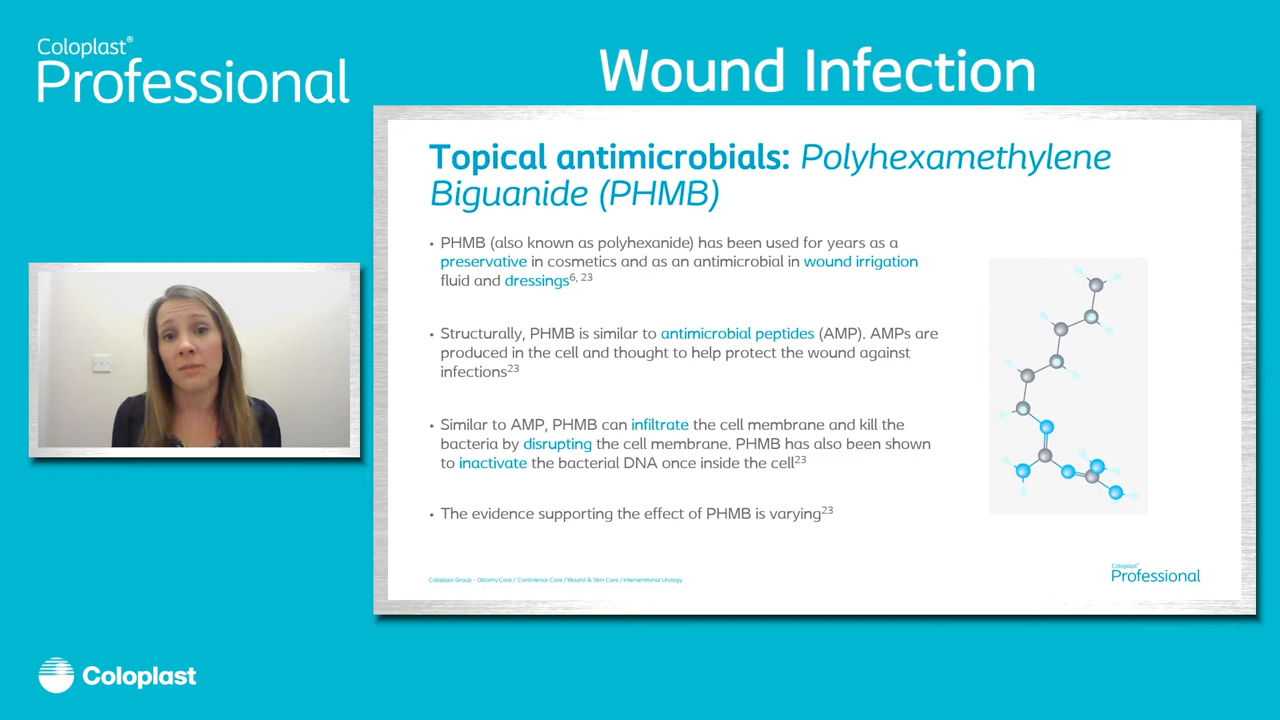 Coloplast®
Professional
Wound Infection
Topical antimicrobials: Polyhexamethylene
Biguanide (PHMB)
• PHMB (also known as polyhexanide) has been used for years as a
preservative in cosmetics and as an antimicrobial in wound irrigation
fluid and dressings6, 23
• Structurally, PHMB is similar to antimicrobial peptides (AMP). AMPs are
produced in the cell and thought to help protect the wound against
infections23
• Similar to AMP, PHMB can infiltrate the cell membrane and kill the
bacteria by disrupting the cell membrane. PHMB has also been shown
to inactivate the bacterial DNA once inside the cell23
• The evidence supporting the effect of PHMB is varying23
Coloplast Group - Ostomy Care / Continence Care / Wound & Skin Care / Interventional Urology
Coloplast®
Professional
Coloplast